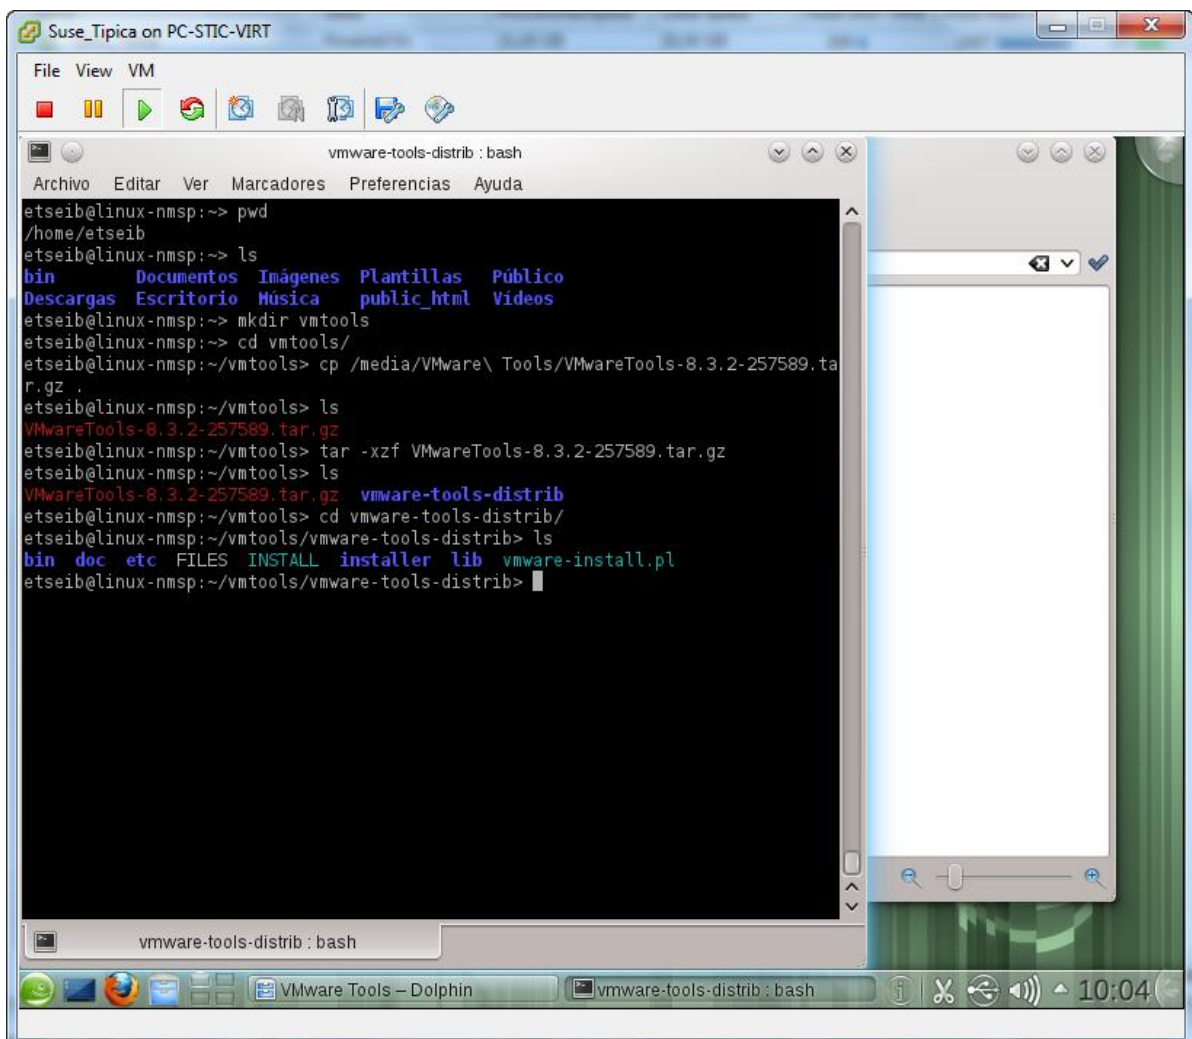 Suse_Tipica on PC-STIC-VIRT
File View VM
vmware-tools-distrib : bash
Archivo Editar Ver Marcadores Preferencias Ayuda
etseib@linux-nmsp:~> pwd
/home/etseib
etseib@linux-nmsp:~> ls
bin Documentos Imágenes Plantillas Público
Descargas Escritorio Música public_html Vídeos
etseib@linux-nmsp:~> mkdir vmtools
etseib@linux-nmsp:~> cd vmtools/
etseib@linux-nmsp:~/vmtools> cp /media/VMware\ Tools/VMwareTools-8.3.2-257589.ta
r.gz .
etseib@linux-nmsp:~/vmtools> ls
VMwareTools-8.3.2-257589.tar.gz
etseib@linux-nmsp:~/vmtools> tar -xzf VMwareTools-8.3.2-257589.tar.gz
etseib@linux-nmsp:~/vmtools> ls
VMwareTools-8.3.2-257589.tar.gz vmware-tools-distrib
etseib@linux-nmsp:~/vmtools> cd vmware-tools-distrib/
etseib@linux-nmsp:~/vmtools/vmware-tools-distrib> ls
bin doc etc FILES INSTALL installer lib vmware-install.pl
etseib@linux-nmsp:~/vmtools/vmware-tools-distrib>
vmware-tools-distrib : bash
VMware Tools – Dolphin
vmware-tools-distrib : bash
10:04